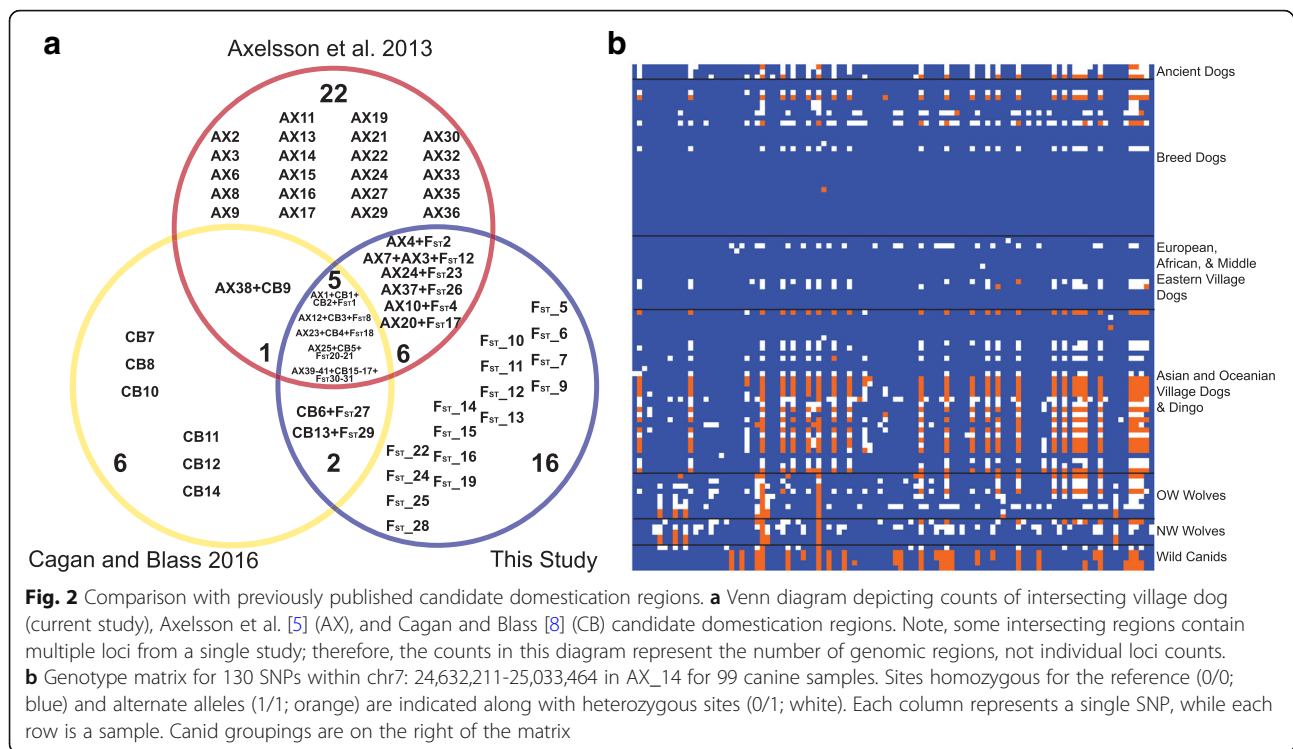 a
Axelsson et al. 2013
22
AX11 AX19
AX2 AX13 AX21 AX30
AX3 AX14 AX22 AX32
AX6 AX15 AX24 AX33
AX8 AX16 AX27 AX35
AX9 AX17 AX29 AX36
AX4+FST2
AX7+AX3+FST12
AX24+FST23
AX37+FST26
AX10+FST4
AX20+FST17
6
AX38+CB9
1
5
AX1+CB1+
CB2+FST1
AX12+CB3+FST8
AX23+CB4+FST18
AX25+CB5+
FST20-21
AX39-41+CB15-17+
FST30-31
CB7
CB8
CB10
CB11
CB12
CB14
6
CB6+FST27
CB13+FST29
2
FST_5
FST_10 FST_6
FST_11 FST_7
FST_12 FST_9
FST_14 FST_13
FST_15
FST_22 FST_16
FST_24 FST_19
FST_25
FST_28
16
Cagan and Blass 2016
This Study
b
Ancient Dogs
Breed Dogs
European,
African, & Middle
Eastern Village
Dogs
Asian and Oceanian
Village Dogs
& Dingo
OW Wolves
NW Wolves
Wild Canids
Fig. 2 Comparison with previously published candidate domestication regions. a Venn diagram depicting counts of intersecting village dog
(current study), Axelsson et al. [5] (AX), and Cagan and Blass [8] (CB) candidate domestication regions. Note, some intersecting regions contain
multiple loci from a single study; therefore, the counts in this diagram represent the number of genomic regions, not individual loci counts.
b Genotype matrix for 130 SNPs within chr7: 24,632,211-25,033,464 in AX_14 for 99 canine samples. Sites homozygous for the reference (0/0;
blue) and alternate alleles (1/1; orange) are indicated along with heterozygous sites (0/1; white). Each column represents a single SNP, while each
row is a sample. Canid groupings are on the right of the matrix